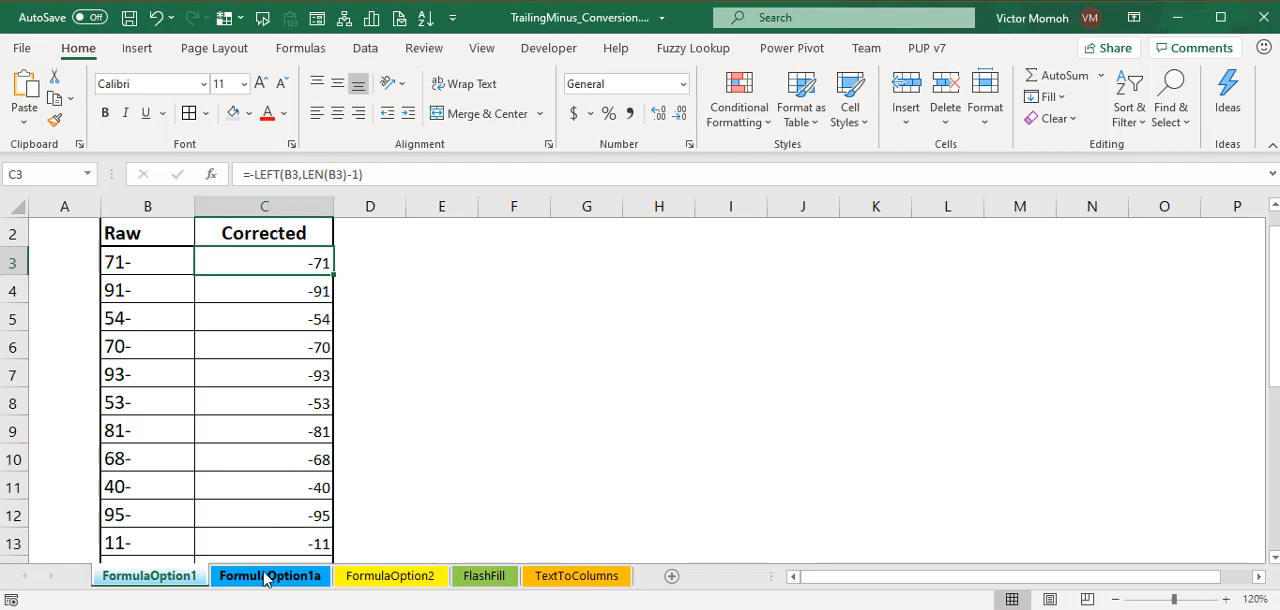 AutoSave Off TrailingMinus_Conversion.... Search Victor Momoh VM
File Home Insert Page Layout Formulas Data Review View Developer Help Fuzzy Lookup Power Pivot Team PUP v7 Share Comments
Paste Calibri 11 A A Wrap Text General Conditional Formatting Format as Table Cell Styles Insert Delete Format AutoSum Fill Clear Sort & Filter Find & Select Ideas
B I U A Merge & Center $ %
Clipboard Font Alignment Number Styles Cells Editing Ideas
C3 fx =-LEFT(B3,LEN(B3)-1)
A B C D E F G H I J K L M N O P
2 Raw Corrected
3 71- -71
4 91- -91
5 54- -54
6 70- -70
7 93- -93
8 53- -53
9 81- -81
10 68- -68
11 40- -40
12 95- -95
13 11- -11
FormulaOption1 FormulaOption1a FormulaOption2 FlashFill TextToColumns
120%